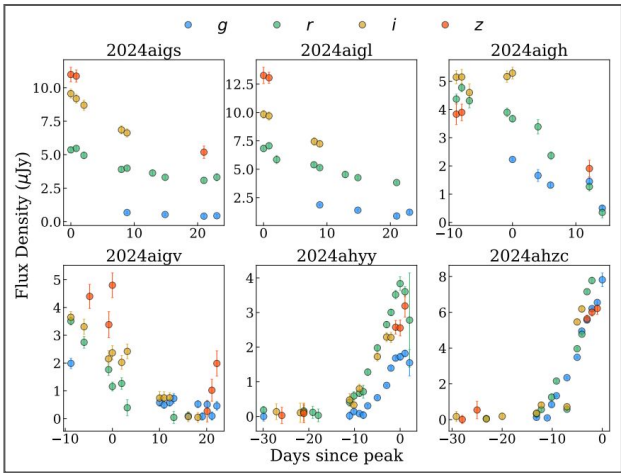 g r i z
2024aigs 2024aigl 2024aigh
10.0
7.5
5.0
2.5
0.0
0 10 20
12.5
10.0
7.5
5.0
2.5
0 10 20
5
4
3
2
1
−10 0 10
Flux Density (μJy)
2024aigv 2024ahyy 2024ahzc
5
4
3
2
1
0
−10 0 10 20
4
2
0
−30 −20 −10 0
8
6
4
2
0
−30 −20 −10 0
Days since peak